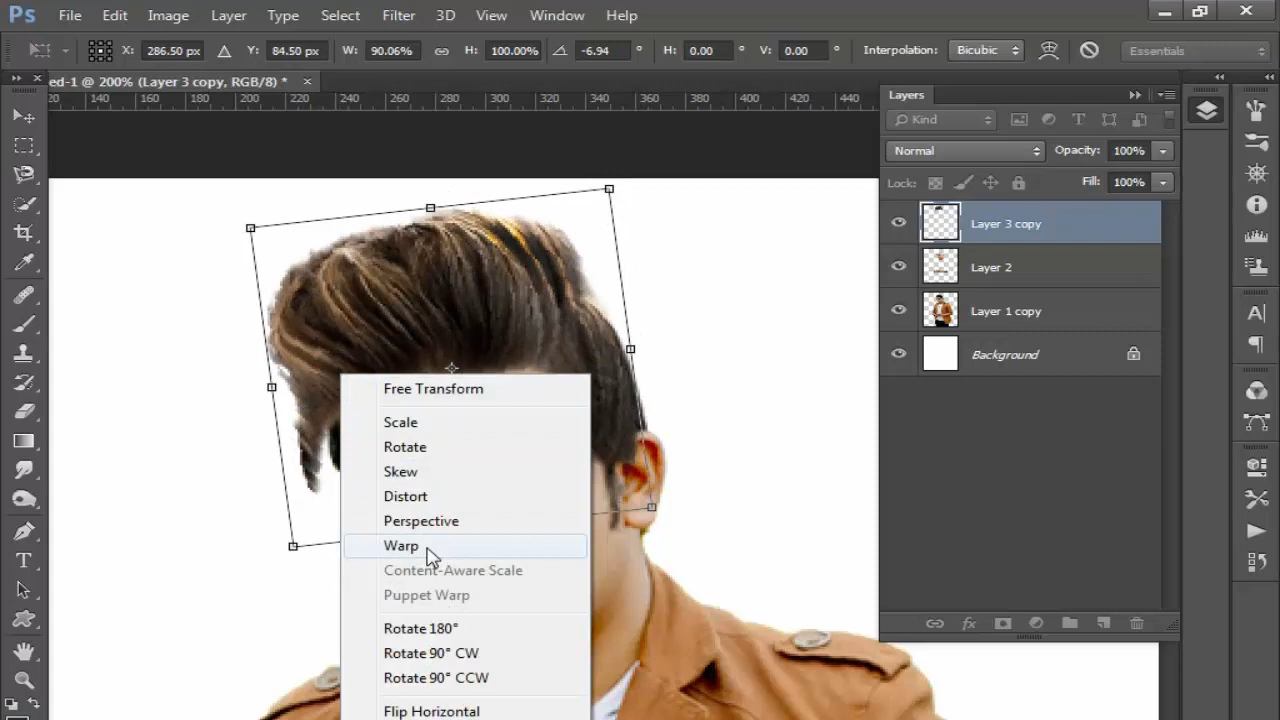 Ps File Edit Image Layer Type Select Filter 3D View Window Help
X: 286.50 px Y: 84.50 px W: 90.06% H: 100.00% -6.94 ° H: 0.00 ° V: 0.00 ° Interpolation: Bicubic Essentials
ed-1 @ 200% (Layer 3 copy, RGB/8) *
120 140 160 180 200 220 240 260 280 300 320 340 360 380 400 420 440
Layers
Kind
Normal Opacity: 100%
Lock: Fill: 100%
Layer 3 copy
Layer 2
Layer 1 copy
Background
Free Transform
Scale
Rotate
Skew
Distort
Perspective
Warp
Content-Aware Scale
Puppet Warp
Rotate 180°
Rotate 90° CW
Rotate 90° CCW
Flip Horizontal